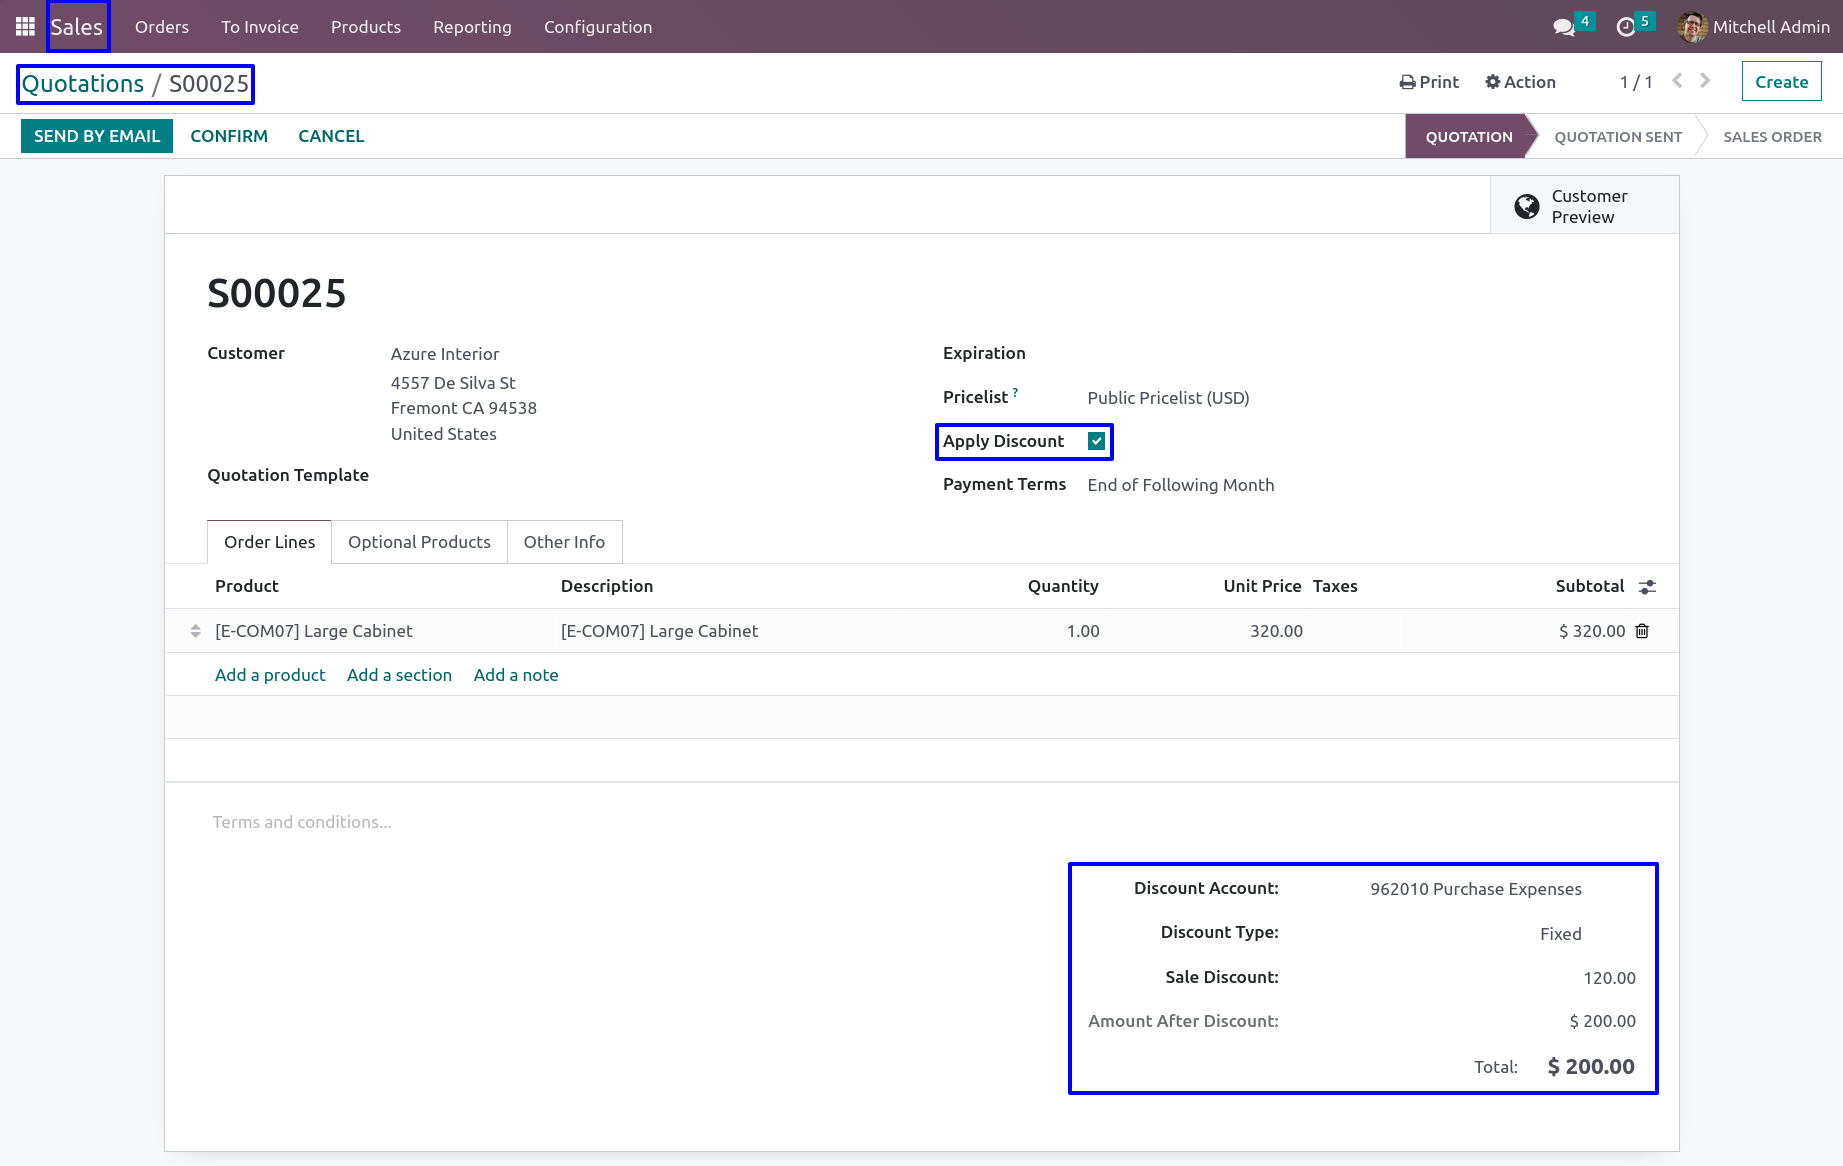 Sales Orders To Invoice Products Reporting Configuration 4 5 Mitchell Admin
Quotations / S00025 Print Action 1 / 1 Create
SEND BY EMAIL CONFIRM CANCEL QUOTATION QUOTATION SENT SALES ORDER
Customer
Preview
S00025
Customer Azure Interior
4557 De Silva St
Fremont CA 94538
United States
Quotation Template
Expiration
Pricelist ? Public Pricelist (USD)
Apply Discount
Payment Terms End of Following Month
Order Lines Optional Products Other Info
Product Description Quantity Unit Price Taxes Subtotal
[E-COM07] Large Cabinet [E-COM07] Large Cabinet 1.00 320.00 $ 320.00
Add a product Add a section Add a note
Terms and conditions...
Discount Account: 962010 Purchase Expenses
Discount Type: Fixed
Sale Discount: 120.00
Amount After Discount: $ 200.00
Total: $ 200.00